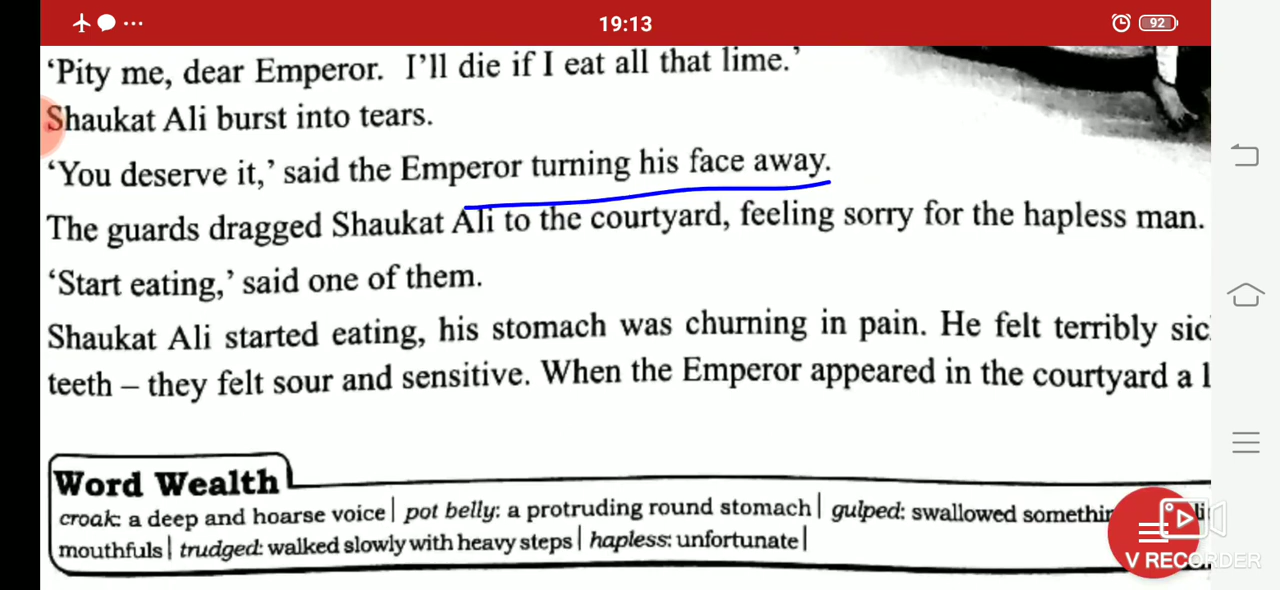 19:13
92
‘Pity me, dear Emperor. I’ll die if I eat all that lime.’
Shaukat Ali burst into tears.
‘You deserve it,’ said the Emperor turning his face away.
The guards dragged Shaukat Ali to the courtyard, feeling sorry for the hapless man.
‘Start eating,’ said one of them.
Shaukat Ali started eating, his stomach was churning in pain. He felt terribly
teeth – they felt sour and sensitive. When the Emperor appeared in the courtyard a
Word Wealth
croak: a deep and hoarse voice | pot belly: a protruding round stomach | gulped: swallowed
mouthfuls | trudged: walked slowly with heavy steps | hapless: unfortunate |
V RECORDER